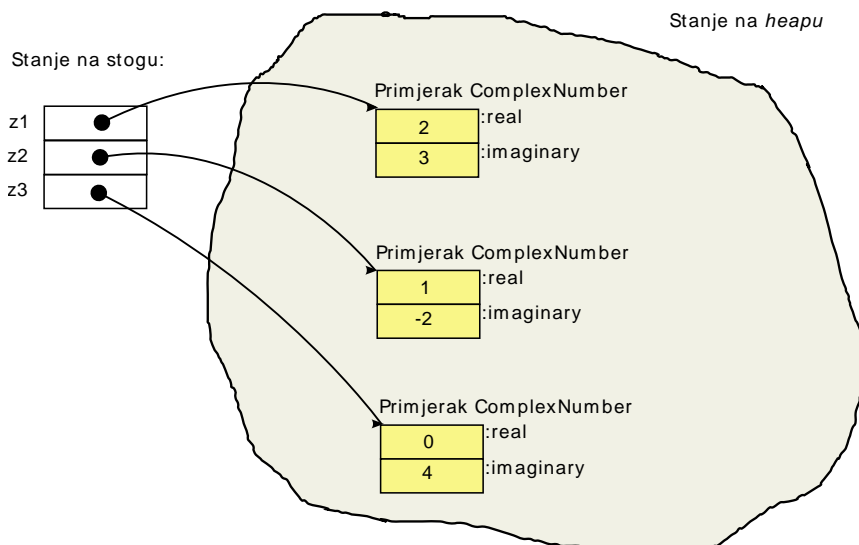 Stanje na heapu
Stanje na stogu:
z1
z2
z3
Primjerak ComplexNumber
2 :real
3 :imaginary
Primjerak ComplexNumber
1 :real
-2 :imaginary
Primjerak ComplexNumber
0 :real
4 :imaginary